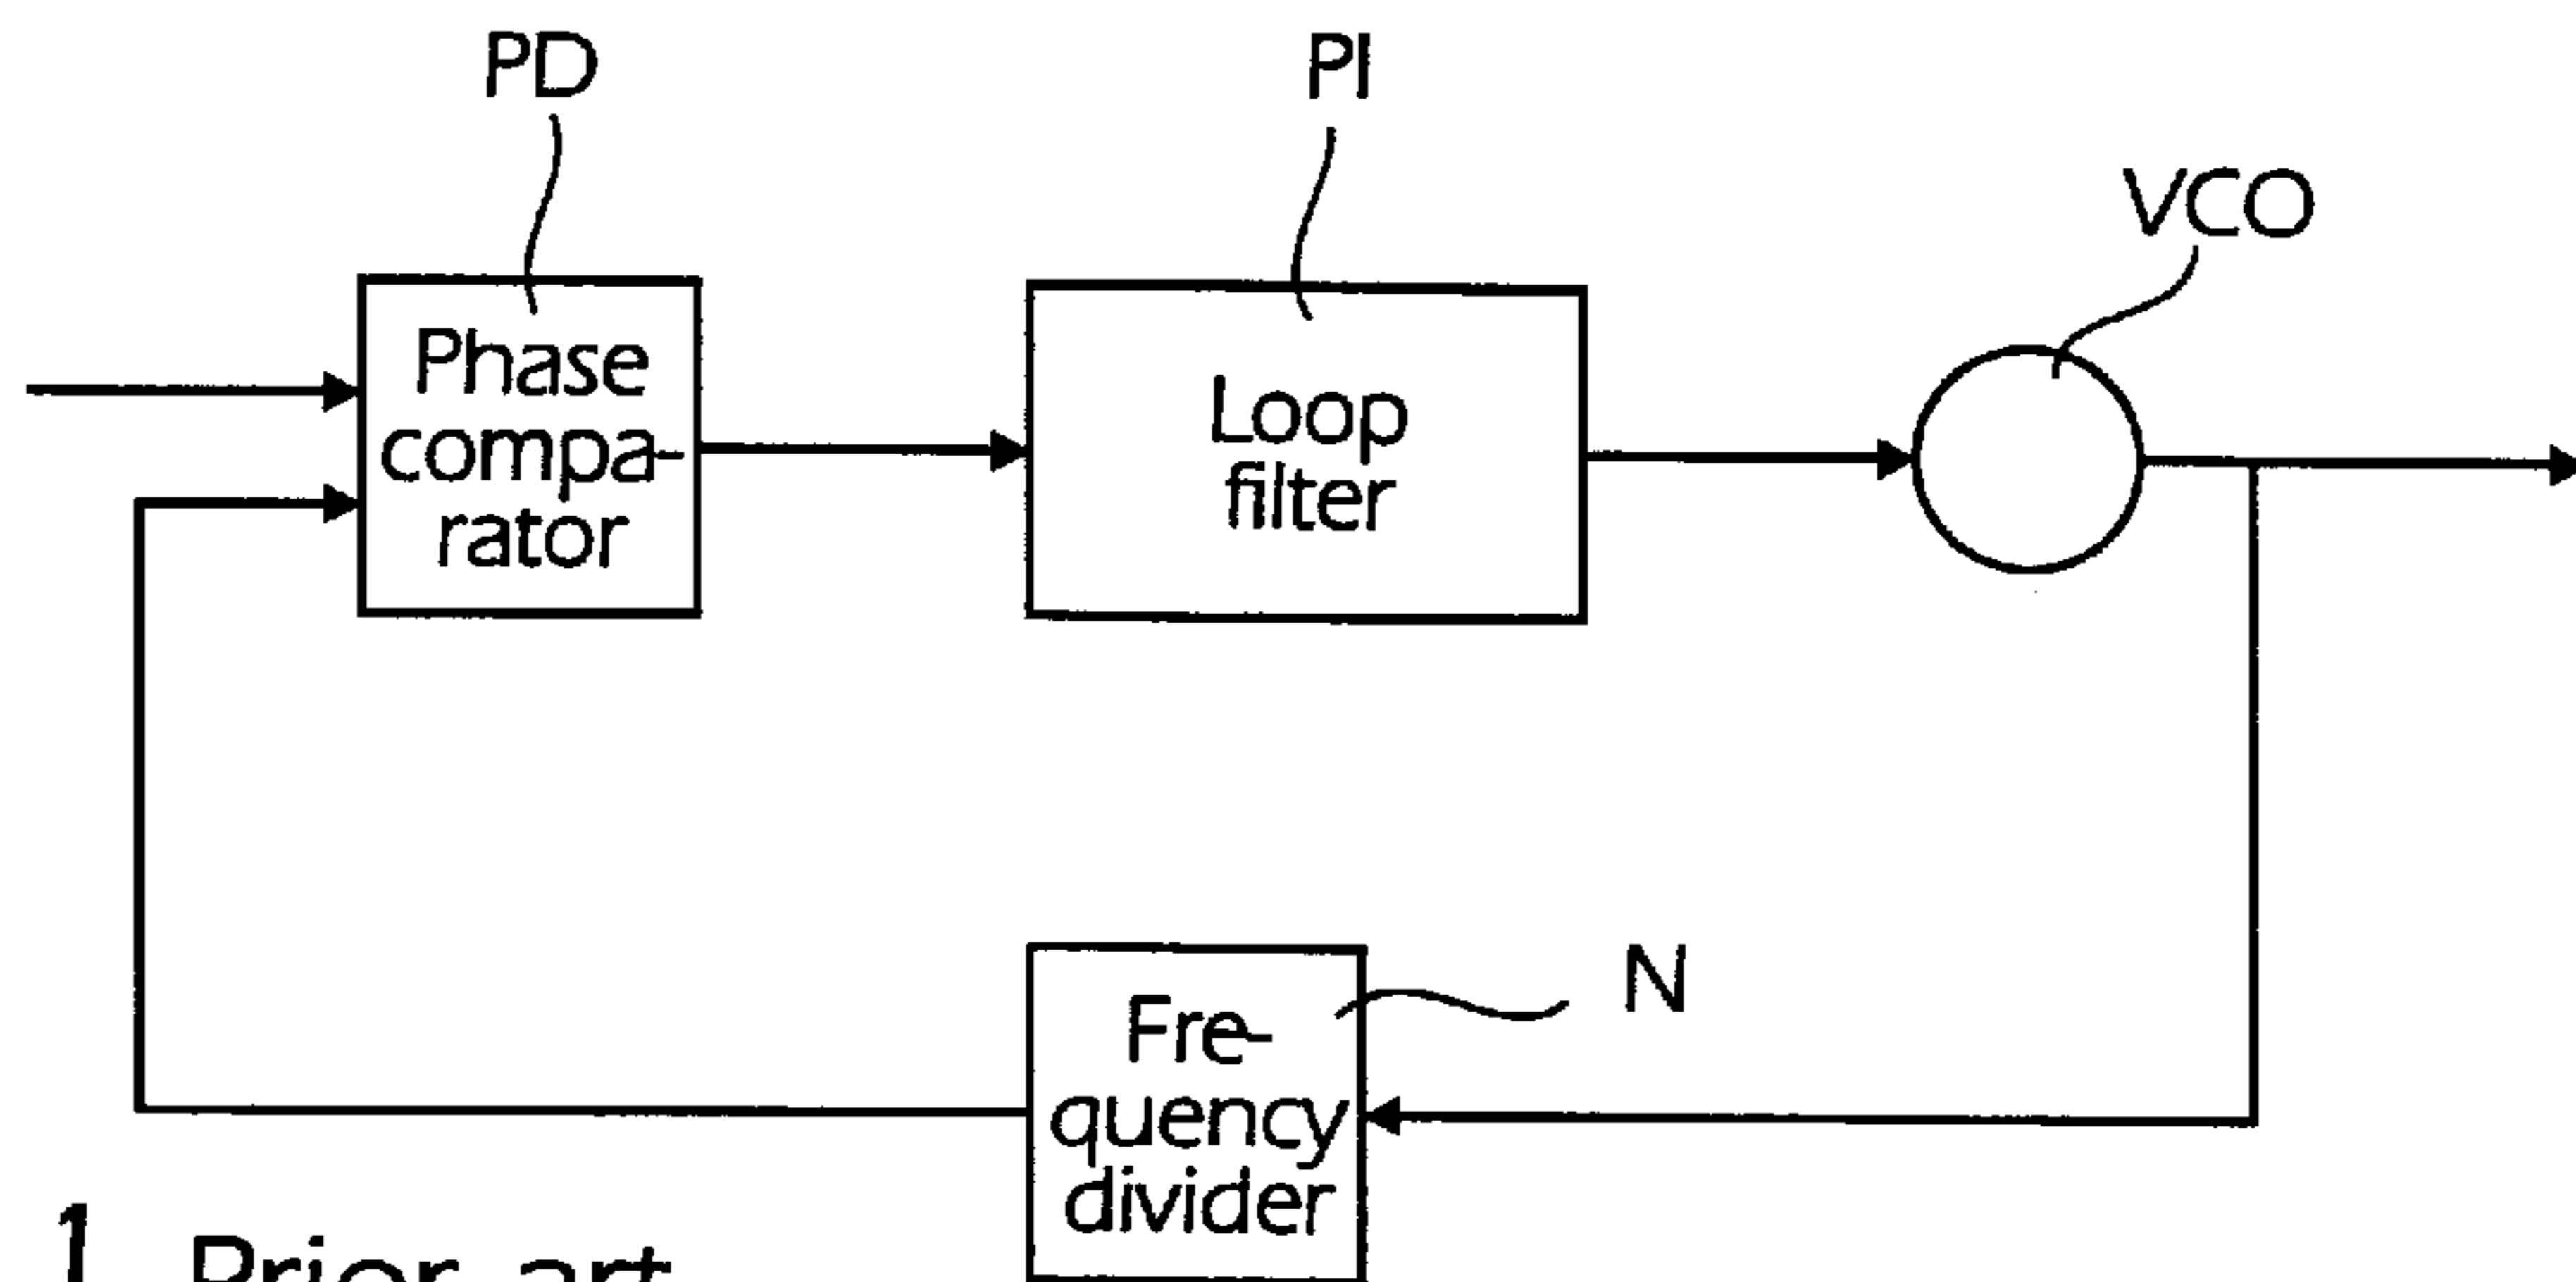 PD
PI
VCO
Phase
compa-
rator
Loop
filter
N
Fre-
quency
divider
1 Prior art